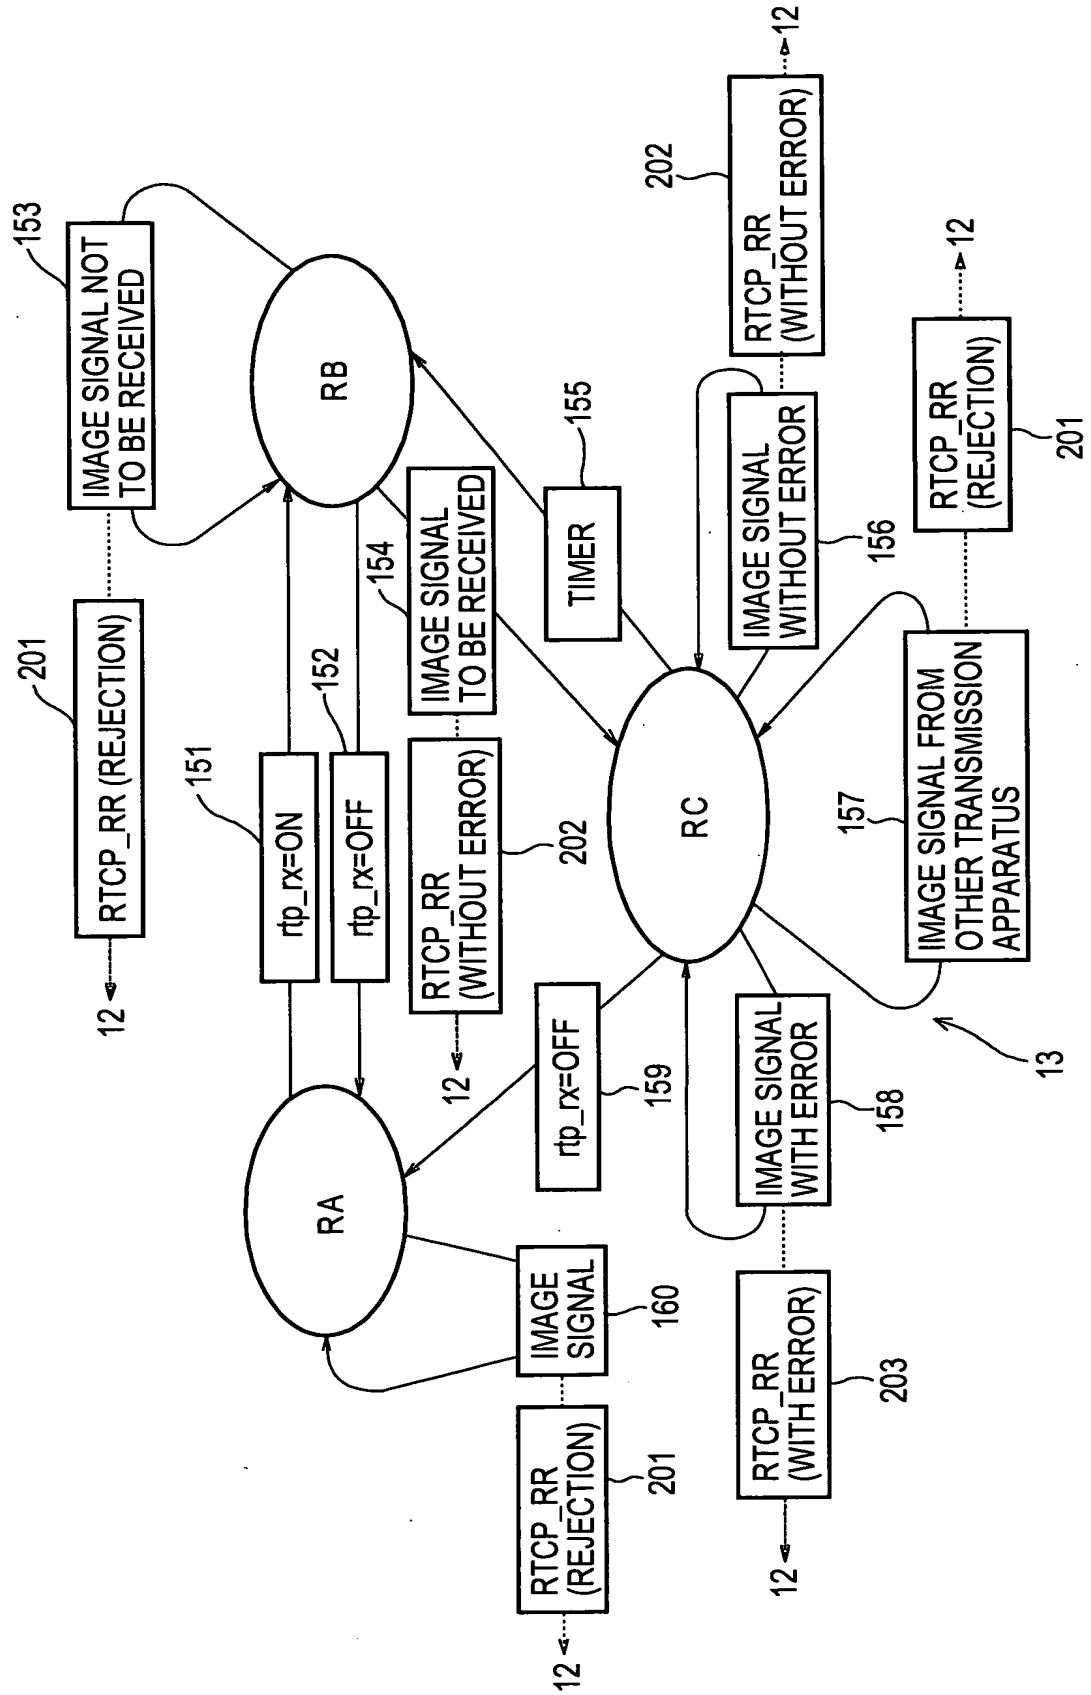 153
IMAGE SIGNAL NOT
TO BE RECEIVED
201
RTCP_RR (REJECTION)
12
RB
151
rtp_rx=ON
152
rtp_rx=OFF
RA
154
IMAGE SIGNAL
TO BE RECEIVED
RTCP_RR
(WITHOUT ERROR)
202
12
155
TIMER
rtp_rx=OFF
159
IMAGE
SIGNAL
160
RTCP_RR
(REJECTION)
201
12
RC
202
RTCP_RR
(WITHOUT ERROR)
12
IMAGE SIGNAL
WITHOUT ERROR
156
IMAGE SIGNAL
WITH ERROR
158
RTCP_RR
(WITH ERROR)
203
12
157
IMAGE SIGNAL FROM
OTHER TRANSMISSION
APPARATUS
RTCP_RR
(REJECTION)
201
12
13